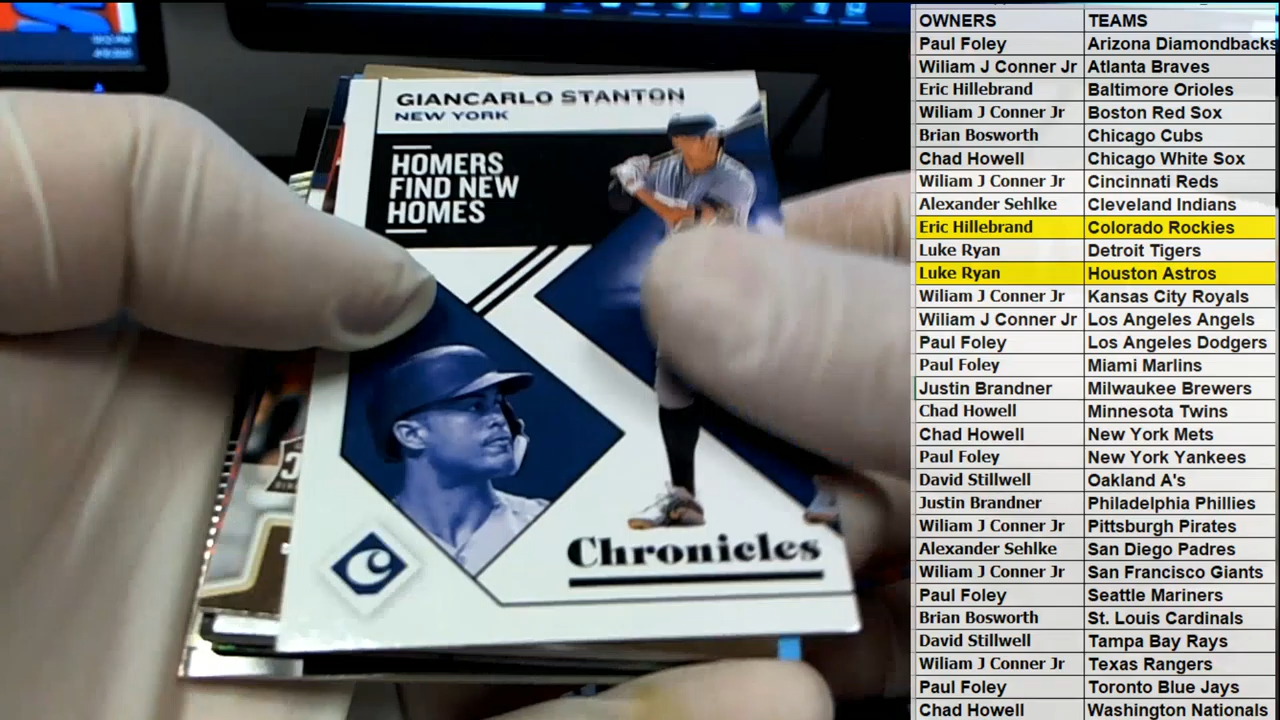 GIANCARLO STANTON
NEW YORK
HOMERS
FIND NEW
HOMES
Chronicles
OWNERS TEAMS
Paul Foley Arizona Diamondbacks
Wiliam J Conner Jr Atlanta Braves
Eric Hillebrand Baltimore Orioles
Wiliam J Conner Jr Boston Red Sox
Brian Bosworth Chicago Cubs
Chad Howell Chicago White Sox
Wiliam J Conner Jr Cincinnati Reds
Alexander Sehlke Cleveland Indians
Eric Hillebrand Colorado Rockies
Luke Ryan Detroit Tigers
Luke Ryan Houston Astros
Wiliam J Conner Jr Kansas City Royals
Wiliam J Conner Jr Los Angeles Angels
Paul Foley Los Angeles Dodgers
Paul Foley Miami Marlins
Justin Brandner Milwaukee Brewers
Chad Howell Minnesota Twins
Chad Howell New York Mets
Paul Foley New York Yankees
David Stillwell Oakland A's
Justin Brandner Philadelphia Phillies
Wiliam J Conner Jr Pittsburgh Pirates
Alexander Sehlke San Diego Padres
Wiliam J Conner Jr San Francisco Giants
Paul Foley Seattle Mariners
Brian Bosworth St. Louis Cardinals
David Stillwell Tampa Bay Rays
Wiliam J Conner Jr Texas Rangers
Paul Foley Toronto Blue Jays
Chad Howell Washington Nationals